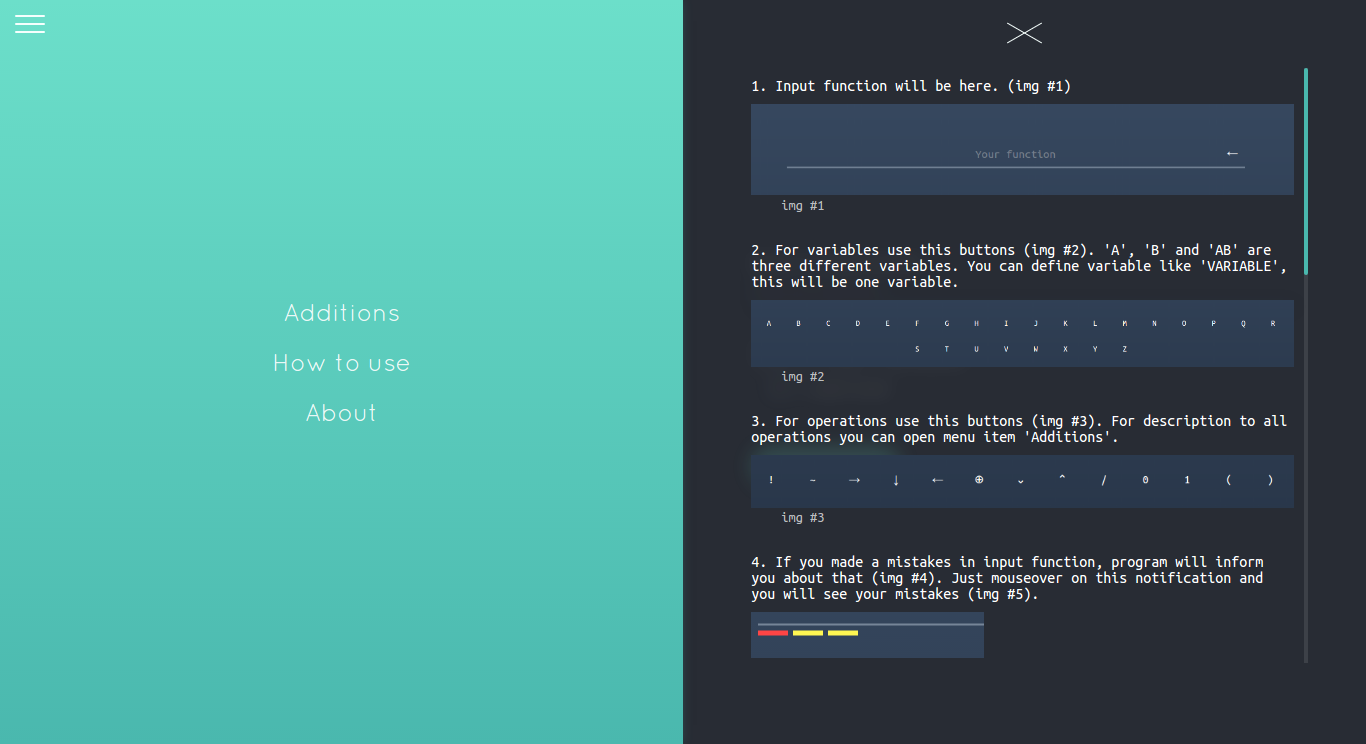 Additions
How to use
About
1. Input function will be here. (img #1)
Your function ←
img #1
2. For variables use this buttons (img #2). 'A', 'B' and 'AB' are
three different variables. You can define variable like 'VARIABLE',
this will be one variable.
A B C D E F G H I J K L M N O P Q R
S T U V W X Y Z
img #2
3. For operations use this buttons (img #3). For description to all
operations you can open menu item 'Additions'.
! ~ → ↓ ← ⊕ ⌄ ⌃ / 0 1 ( )
img #3
4. If you made a mistakes in input function, program will inform
you about that (img #4). Just mouseover on this notification and
you will see your mistakes (img #5).